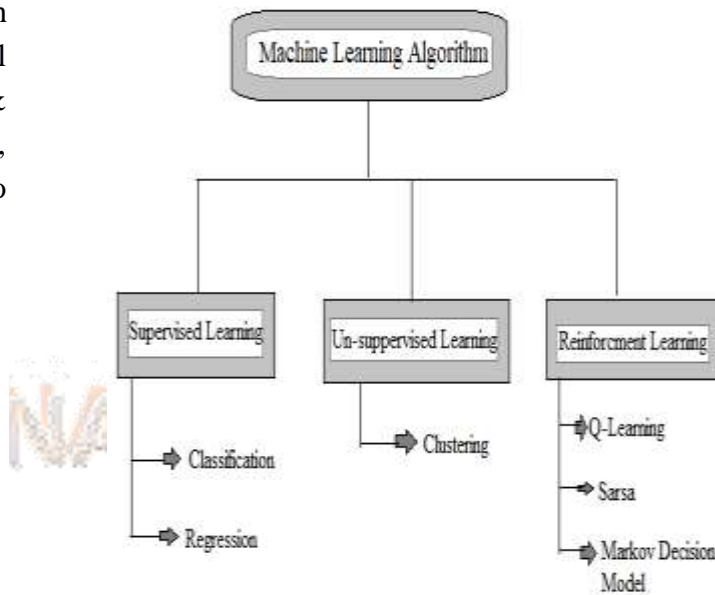 n
l
&
,
o
Machine Learning Algorithm
Supervised Learning
Un-suppervised Learning
Reinforcment Learning
Classification
Regression
Clustering
Q-Learning
Sarsa
Markov Decision
Model